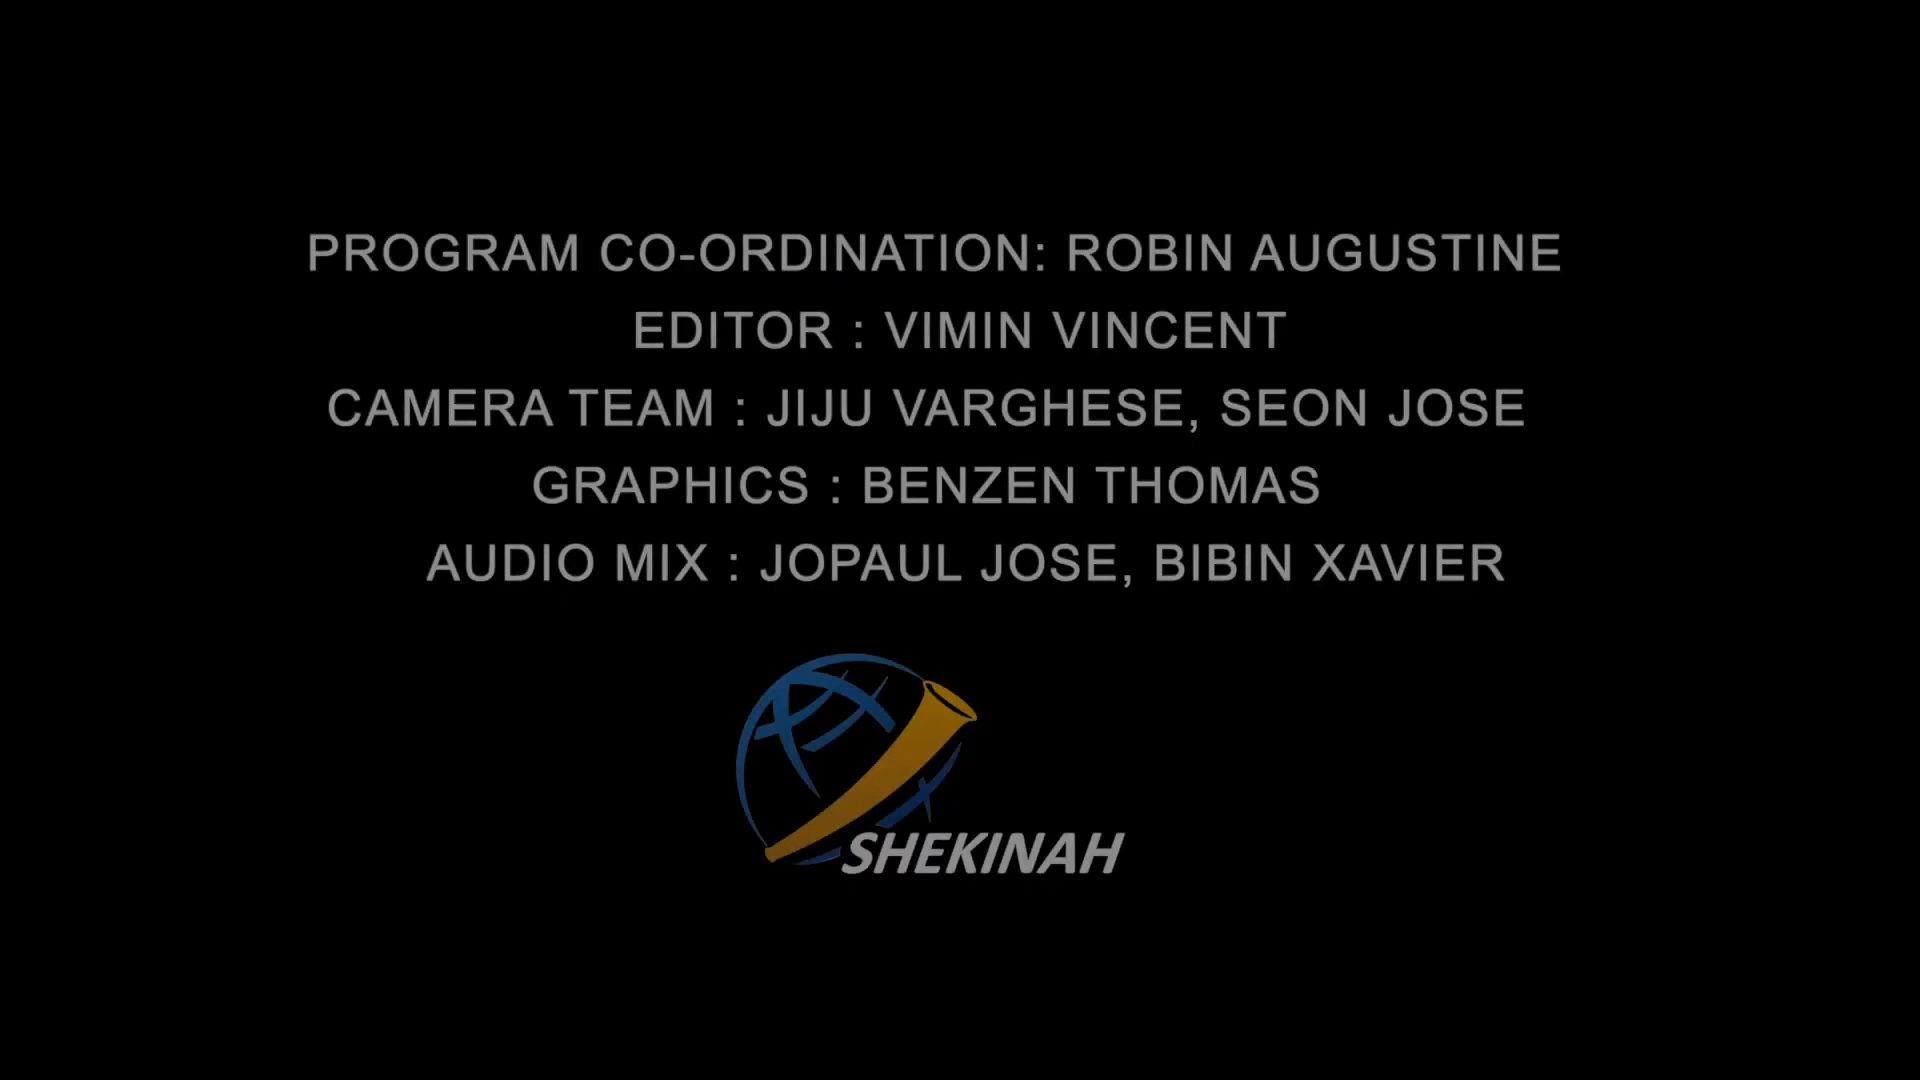 PROGRAM CO-ORDINATION: ROBIN AUGUSTINE
EDITOR : VIMIN VINCENT
CAMERA TEAM : JIJU VARGHESE, SEON JOSE
GRAPHICS : BENZEN THOMAS
AUDIO MIX : JOPAUL JOSE, BIBIN XAVIER
SHEKINAH